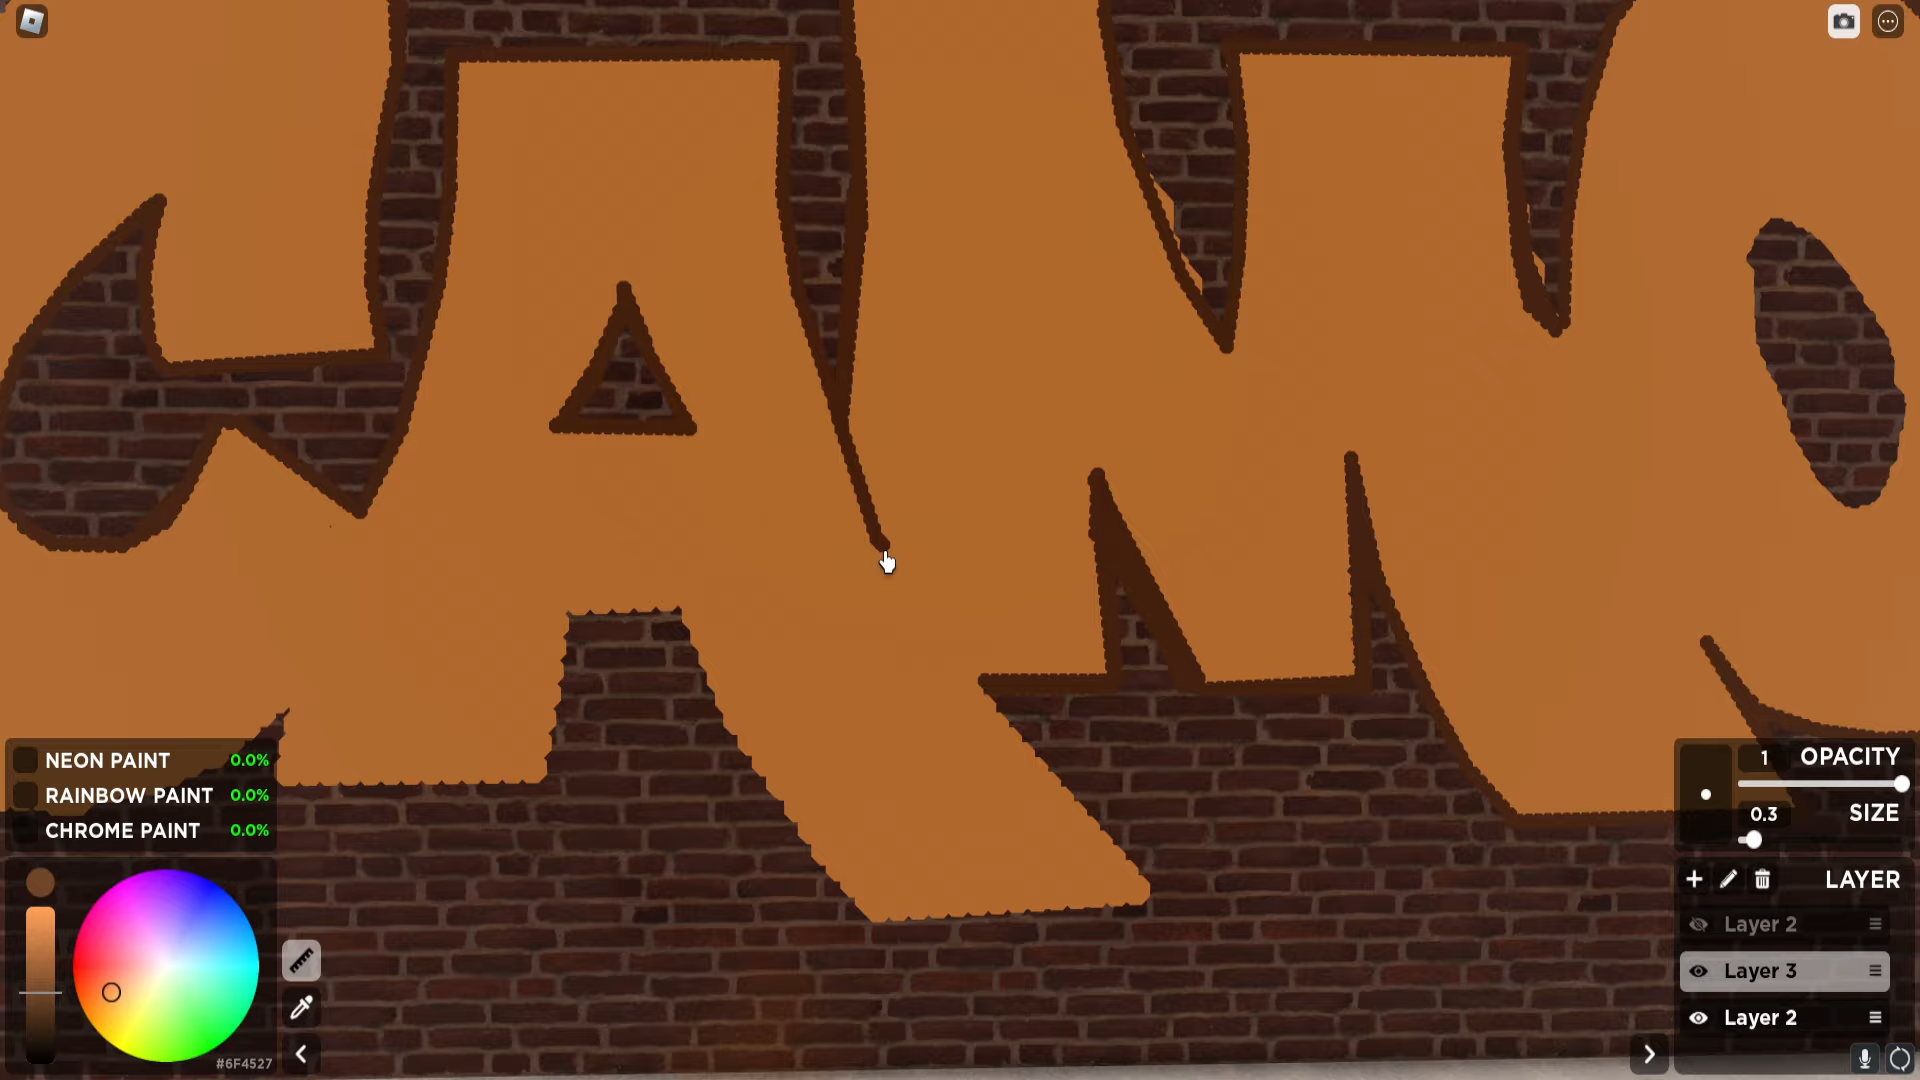 NEON PAINT 0.0%
RAINBOW PAINT 0.0%
CHROME PAINT 0.0%
#6F4527
1 OPACITY
0.3 SIZE
LAYER
Layer 2
Layer 3
Layer 2